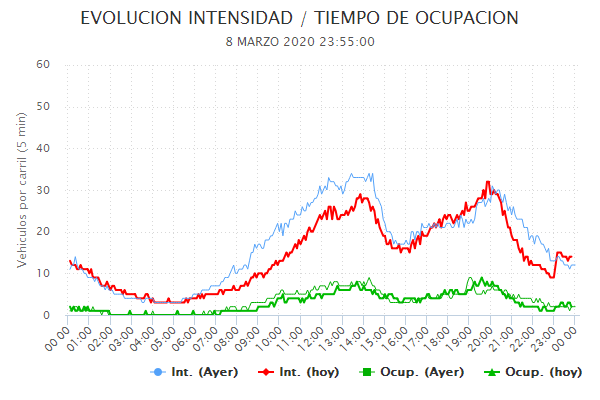 EVOLUCION INTENSIDAD / TIEMPO DE OCUPACION
8 MARZO 2020 23:55:00
Vehiculos por carril (5 min)
60
50
40
30
20
10
0
00:00 01:00 02:00 03:00 04:00 05:00 06:00 07:00 08:00 09:00 10:00 11:00 12:00 13:00 14:00 15:00 16:00 17:00 18:00 19:00 20:00 21:00 22:00 23:00 00:00
Int. (Ayer) Int. (hoy) Ocup. (Ayer) Ocup. (hoy)